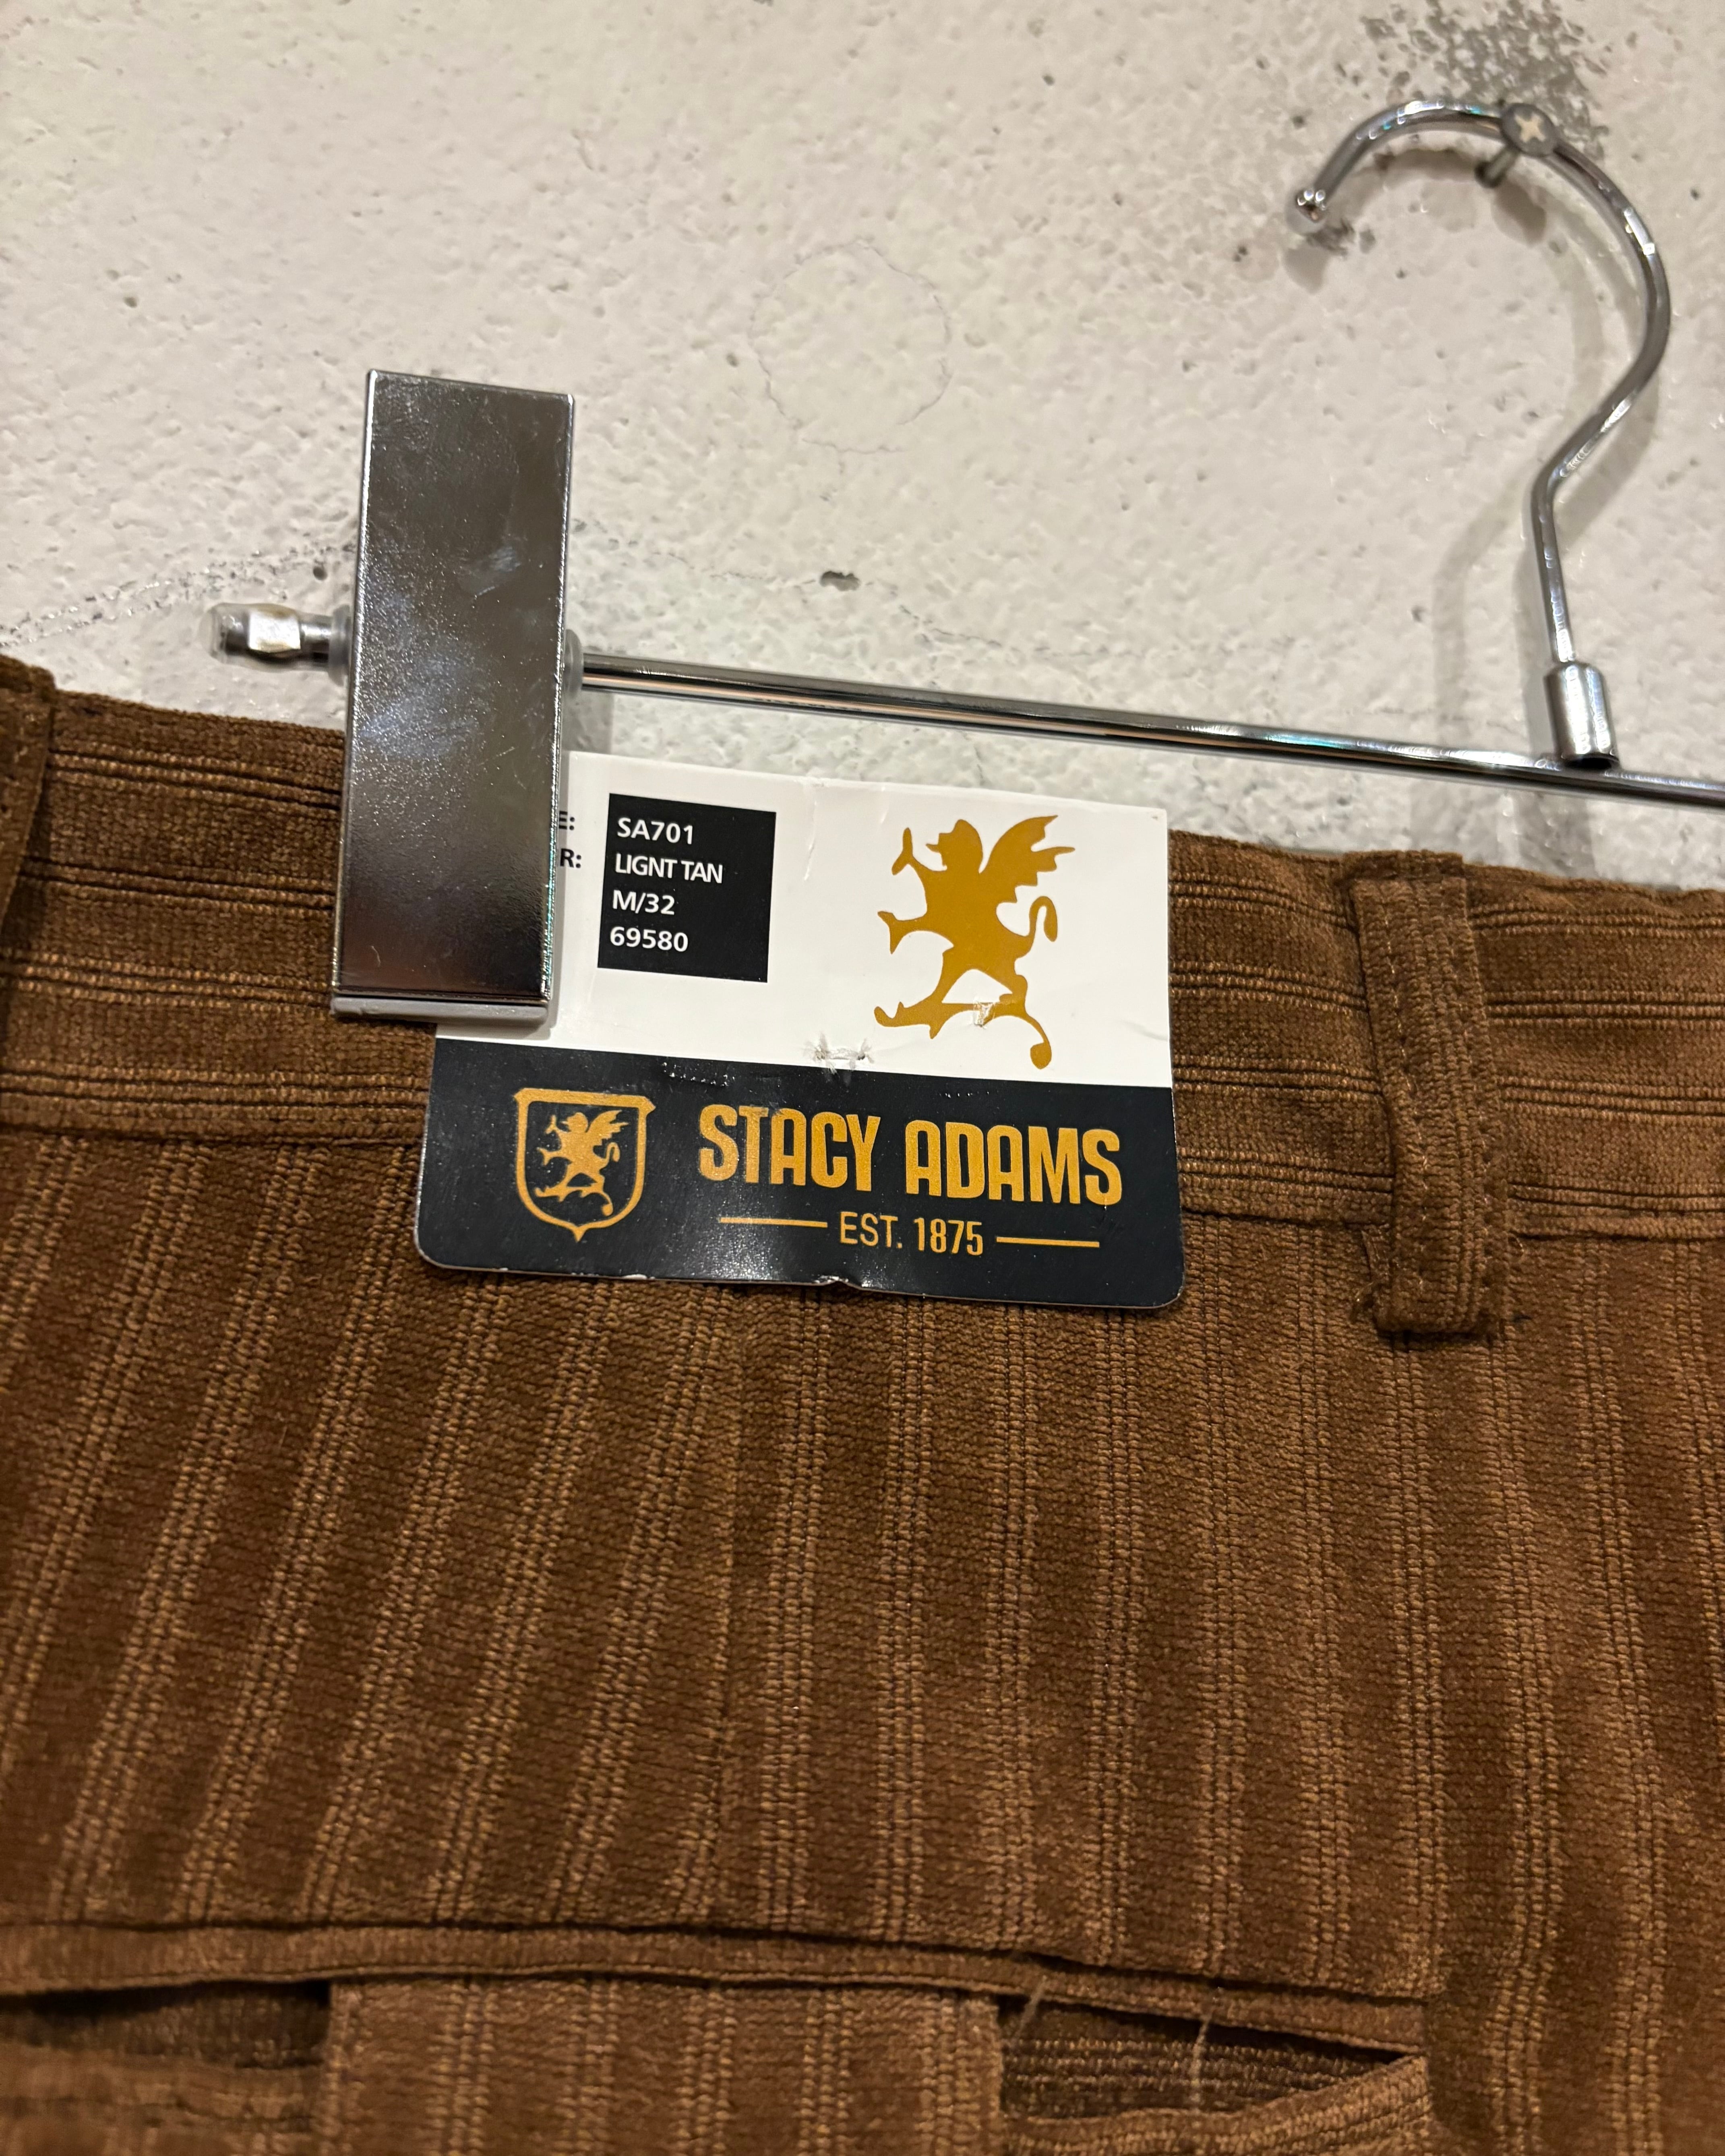 E: SA701
R: LIGNT TAN
M/32
69580
STACY ADAMS
EST. 1875